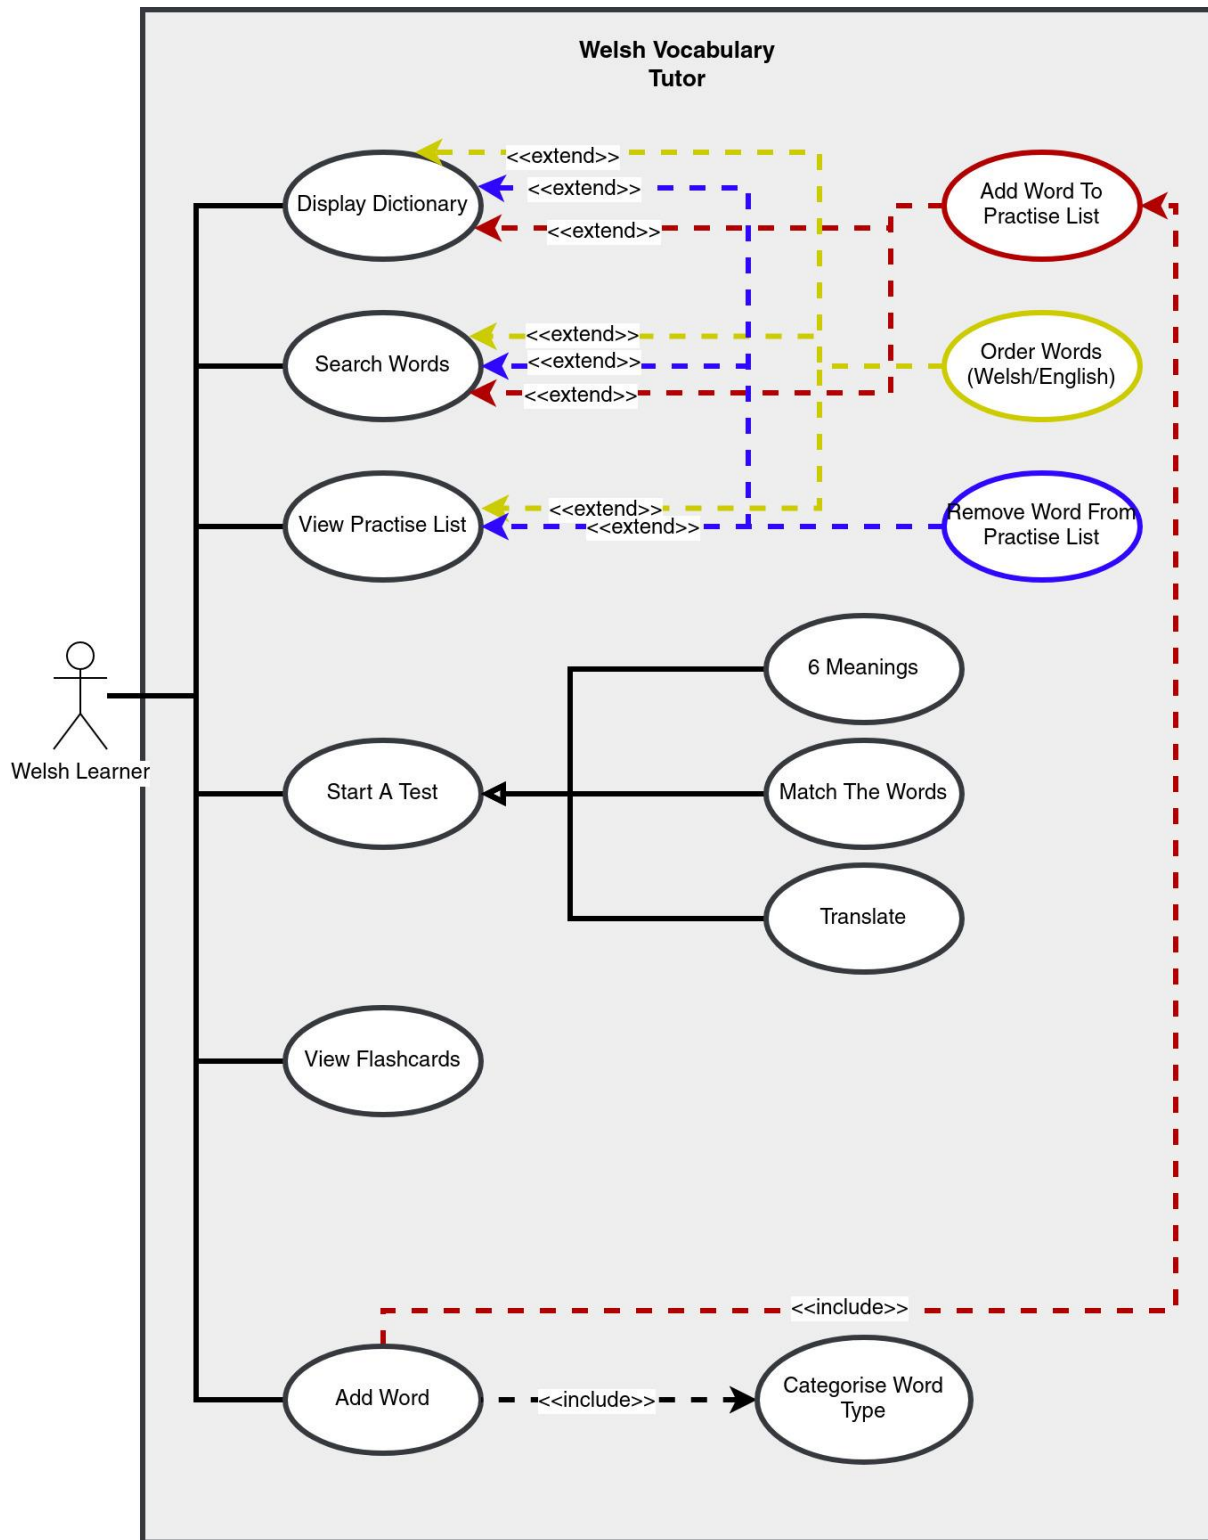 Welsh Vocabulary
Tutor
<<extend>>
<<extend>>
Display Dictionary
<<extend>>
Add Word To
Practise List
<<extend>>
Search Words
<<extend>>
<<extend>>
Order Words
(Welsh/English)
View Practise List
<<extend>>
<<extend>>
Remove Word From
Practise List
6 Meanings
Welsh Learner
Start A Test
Match The Words
Translate
View Flashcards
<<include>>
Add Word
<<include>>
Categorise Word
Type